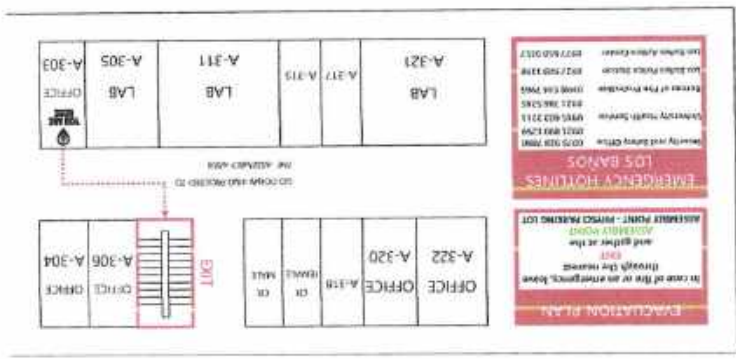 EVACUATION PLAN
In case of fire or an emergency, leave
through the nearest
EXIT
and gather at the
ASSEMBLY POINT
ASSEMBLY POINT - PHYSCI PARKING LOT
OFFICE
A-322
OFFICE
A-320
A-318
CR
FEMALE
CR
MALE
EXIT
OFFICE
A-306
OFFICE
A-304
GO DOWN AND PROCEED TO
THE ASSEMBLY AREA
EMERGENCY HOTLINES
LOS BAÑOS
Security and Safety Office
University Health Service
Bureau of Fire Protection
Los Baños Police Station
Los Baños Action Center
LAB
A-321
A-317
A-315
LAB
A-311
LAB
A-305
YOU ARE
HERE
OFFICE
A-303